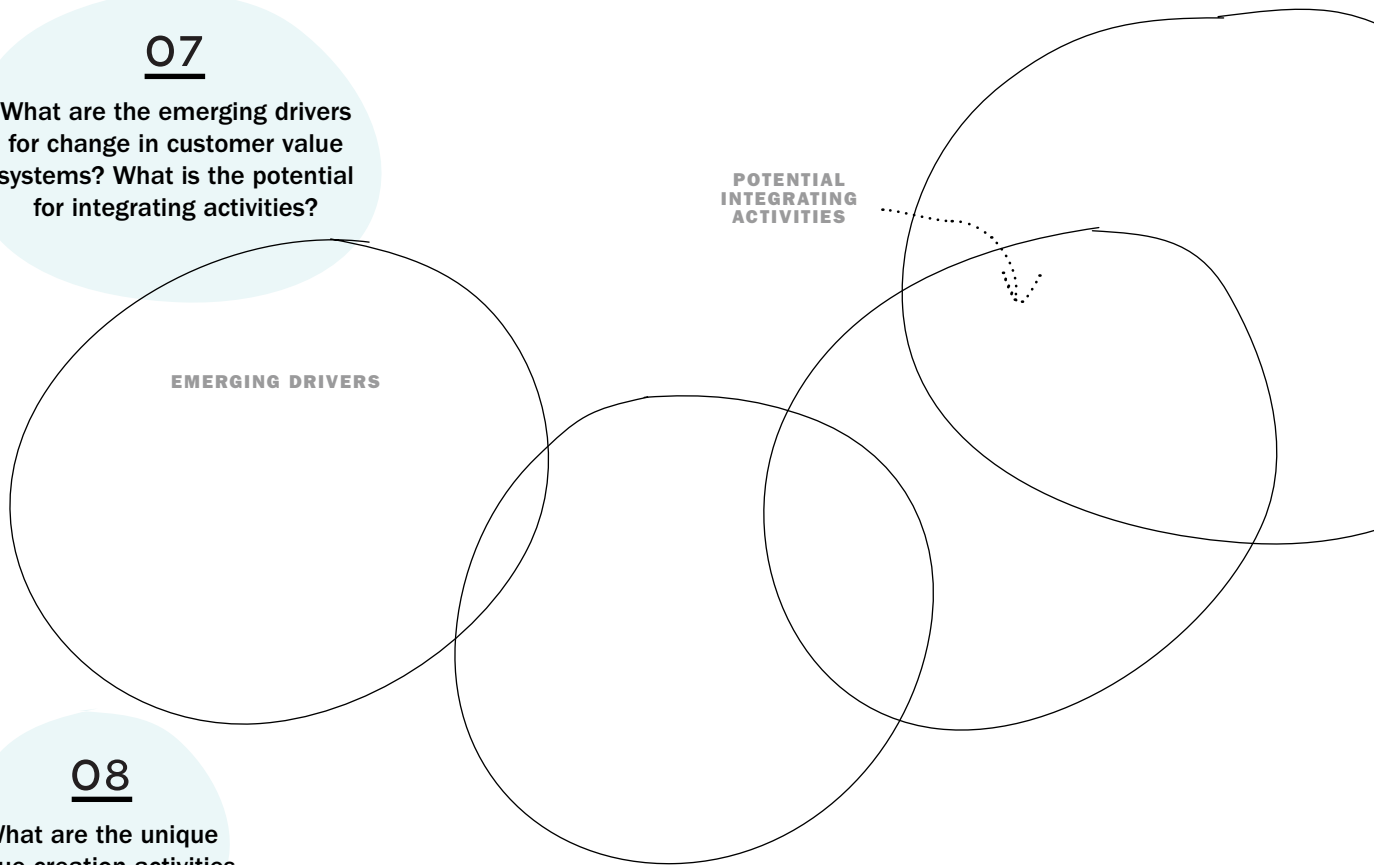 07
What are the emerging drivers
for change in customer value
systems? What is the potential
for integrating activities?
POTENTIAL
INTEGRATING
ACTIVITIES
EMERGING DRIVERS
08
What are the unique
creation activities